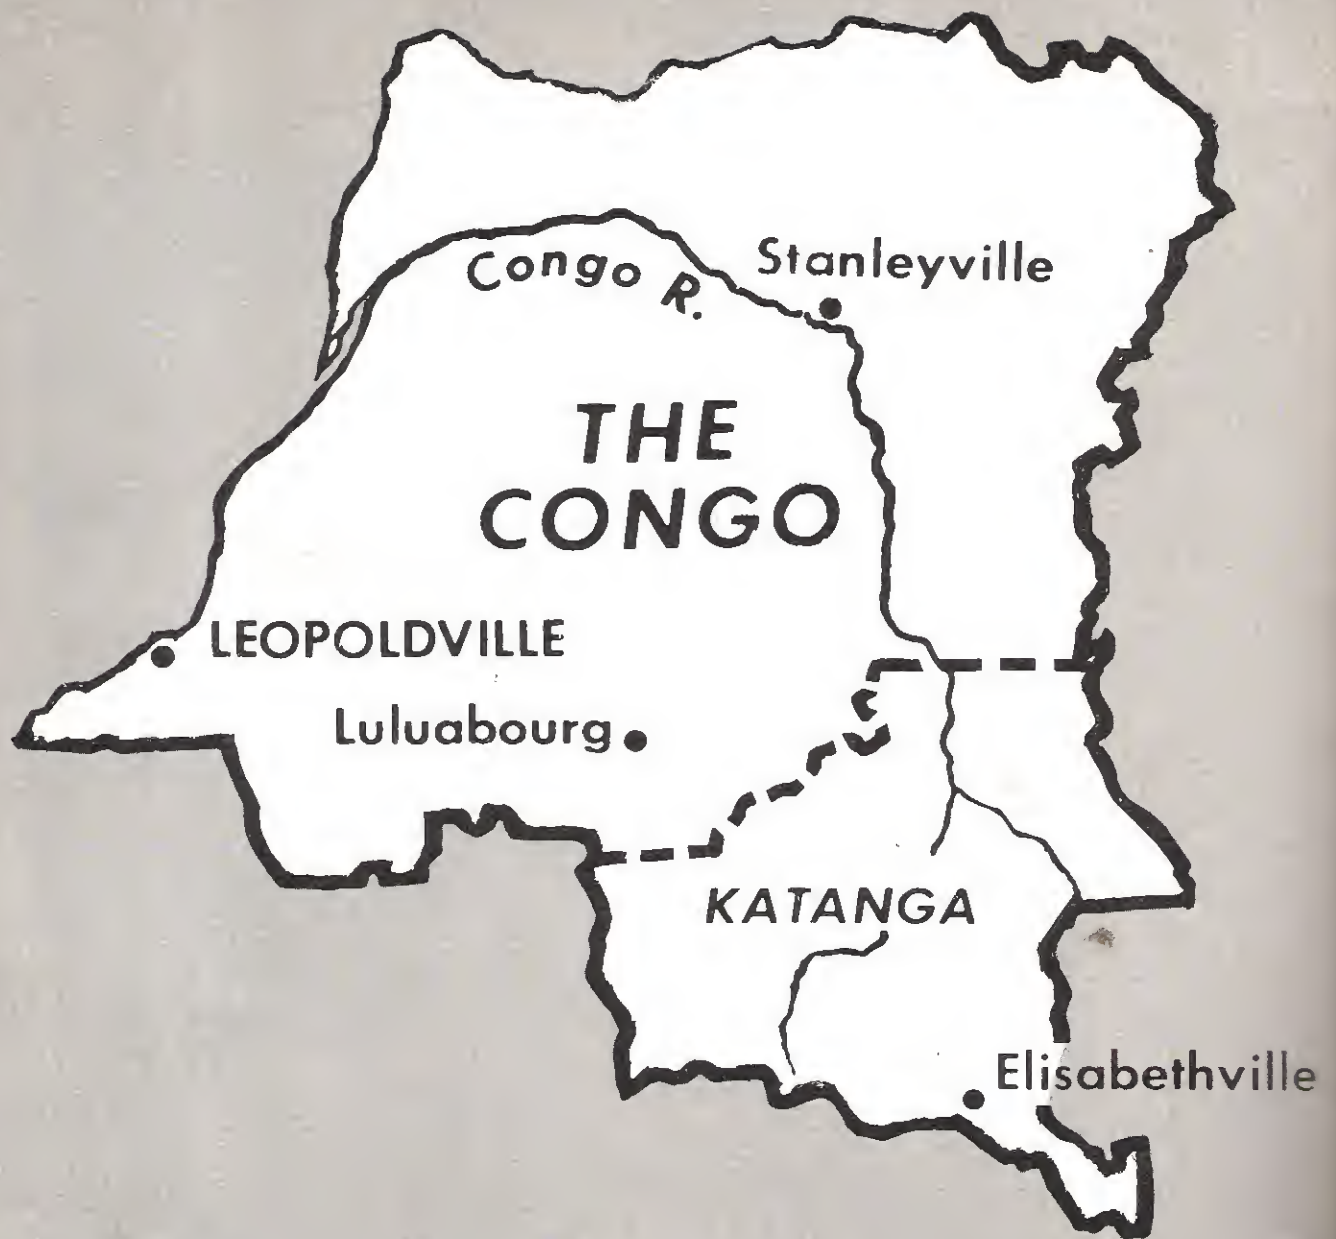 Stanleyville
Congo R.
THE
CONGO
LEOPOLDVILLE
Luluabourg
KATANGA
Elisabethville